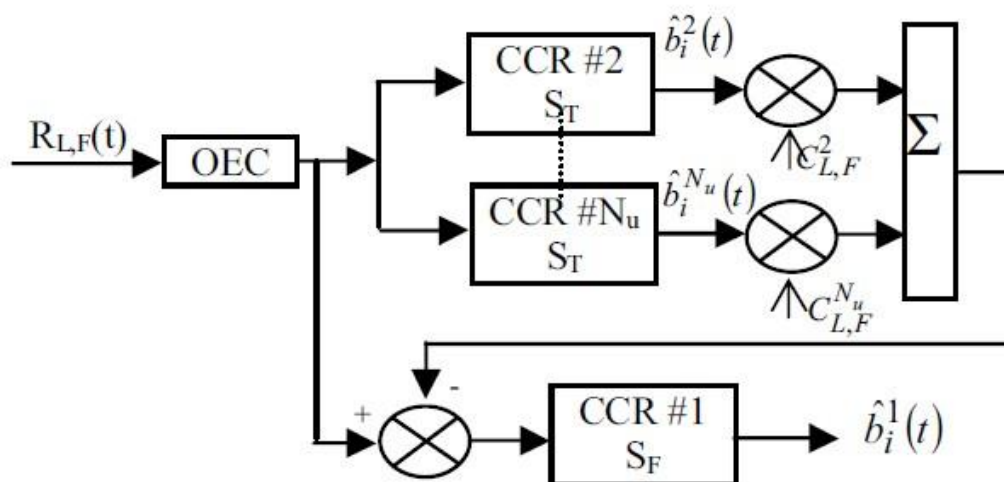 R_{L,F}(t)
OEC
CCR #2
S_T
\hat{b}_i^2(t)
C_{L,F}^2
CCR #N_u
S_T
\hat{b}_i^{N_u}(t)
C_{L,F}^{N_u}
Σ
+
-
CCR #1
S_F
\hat{b}_i^1(t)